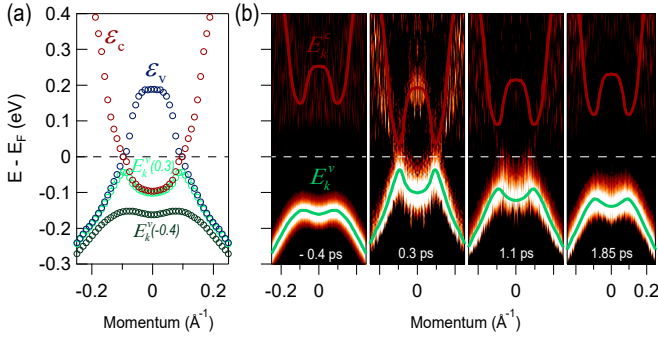 (a)
(b)
0.4
0.3
0.2
0.1
0
-0.1
-0.2
-0.3
E - E_F (eV)
ε_c
ε_v
E_k^v(0.3)
E_k^v(-0.4)
E_k^c
E_k^v
- 0.4 ps
0.3 ps
1.1 ps
1.85 ps
-0.2 0 0.2
0 0 0 0 0.2
Momentum (Å⁻¹)
Momentum (Å⁻¹)